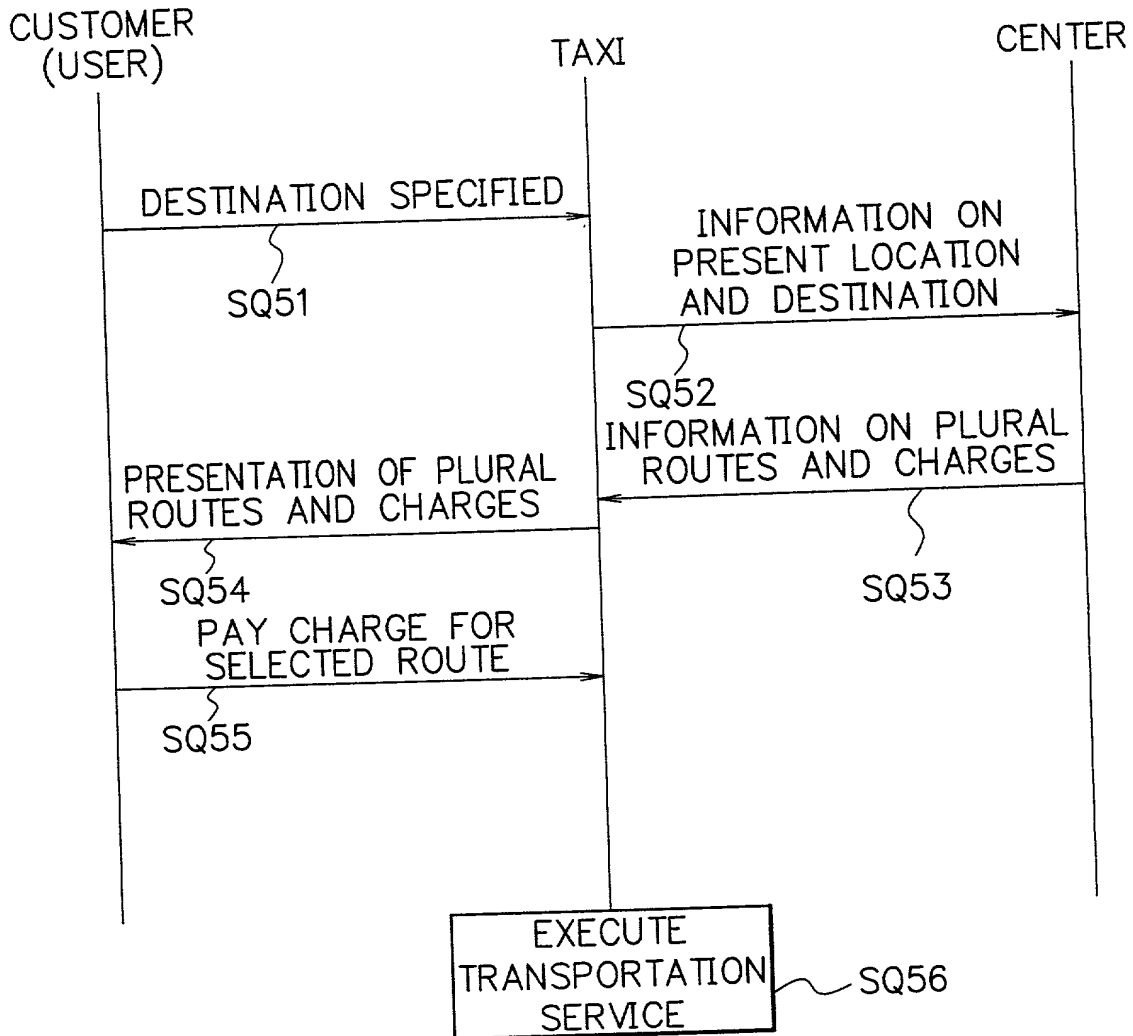 CUSTOMER
(USER)
TAXI
CENTER
DESTINATION SPECIFIED
SQ51
INFORMATION ON
PRESENT LOCATION
AND DESTINATION
SQ52
INFORMATION ON PLURAL
ROUTES AND CHARGES
SQ53
PRESENTATION OF PLURAL
ROUTES AND CHARGES
SQ54
PAY CHARGE FOR
SELECTED ROUTE
SQ55
EXECUTE
TRANSPORTATION
SERVICE
SQ56